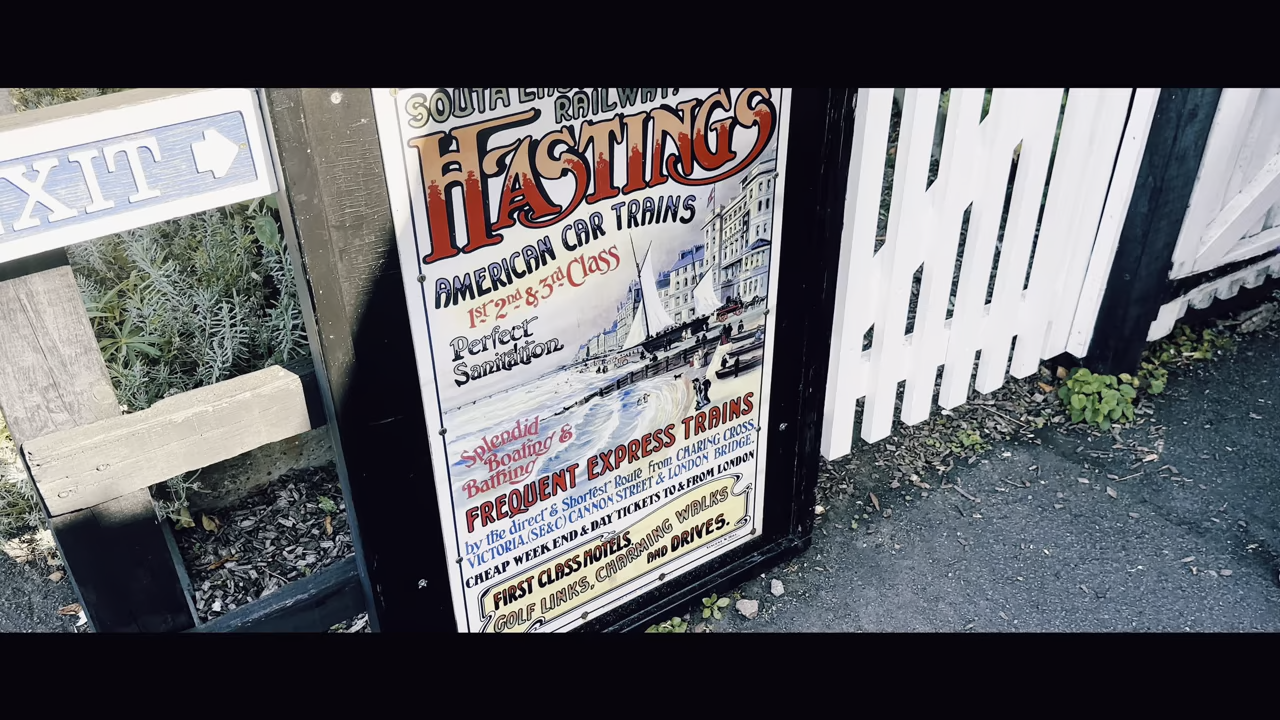 XIT
SOUTH
RAILWAY.
HASTINGS
AMERICAN CAR TRAINS
1st 2nd & 3rd Class
Perfect
Sanitation
Splendid
Boating &
Bathing
FREQUENT EXPRESS TRAINS
by the direct & Shortest Route from CHARING CROSS,
VICTORIA.(SE&C) CANNON STREET & LONDON BRIDGE.
CHEAP WEEK END & DAY TICKETS TO & FROM LONDON
FIRST CLASS HOTELS,
GOLF LINKS, CHARMING WALKS
AND DRIVES.